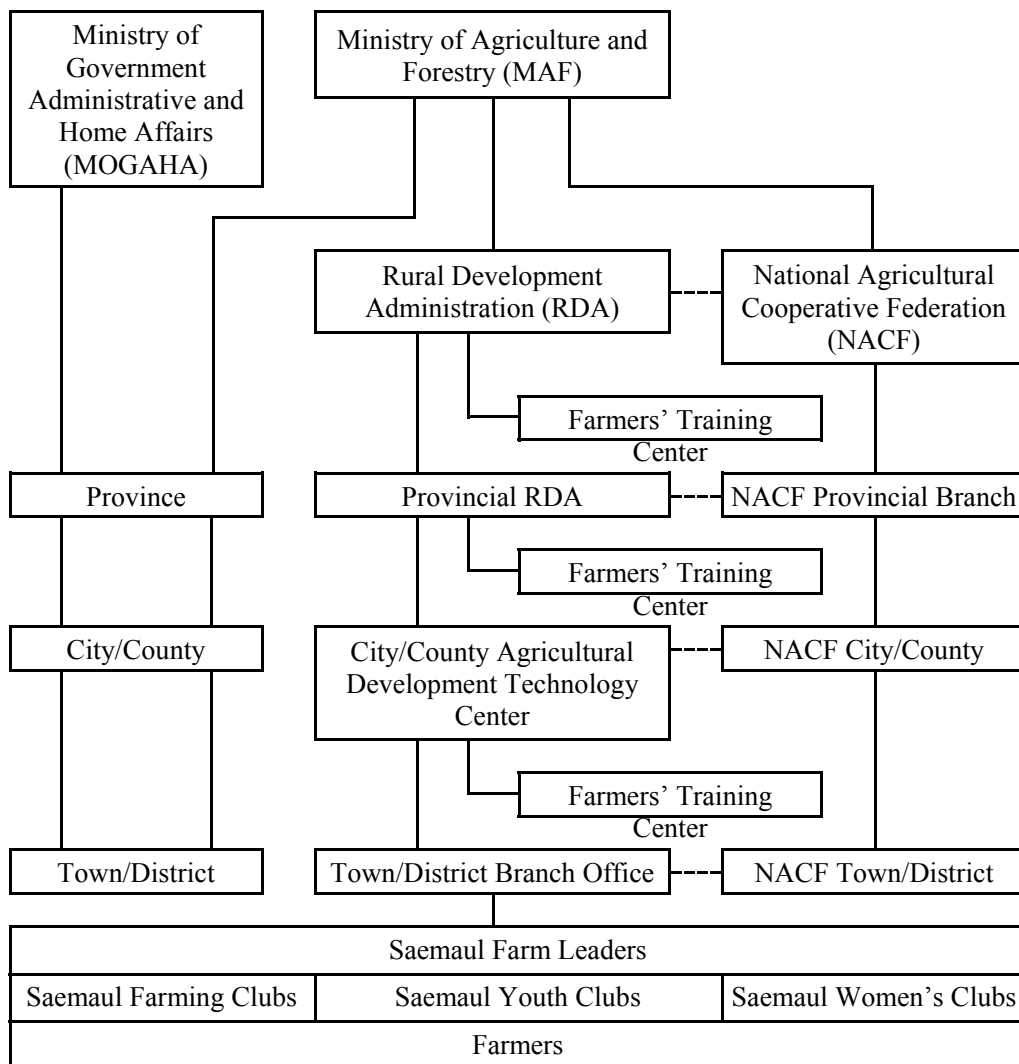 Ministry of
Government
Administrative and
Home Affairs
(MOGAHA)
Ministry of Agriculture and
Forestry (MAF)
Rural Development
Administration (RDA)
National Agricultural
Cooperative Federation
(NACF)
Farmers’ Training
Center
Province
Provincial RDA
NACF Provincial Branch
Farmers’ Training
Center
City/County
City/County Agricultural
Development Technology
Center
NACF City/County
Farmers’ Training
Center
Town/District
Town/District Branch Office
NACF Town/District
Saemaul Farm Leaders
Saemaul Farming Clubs
Saemaul Youth Clubs
Saemaul Women’s Clubs
Farmers